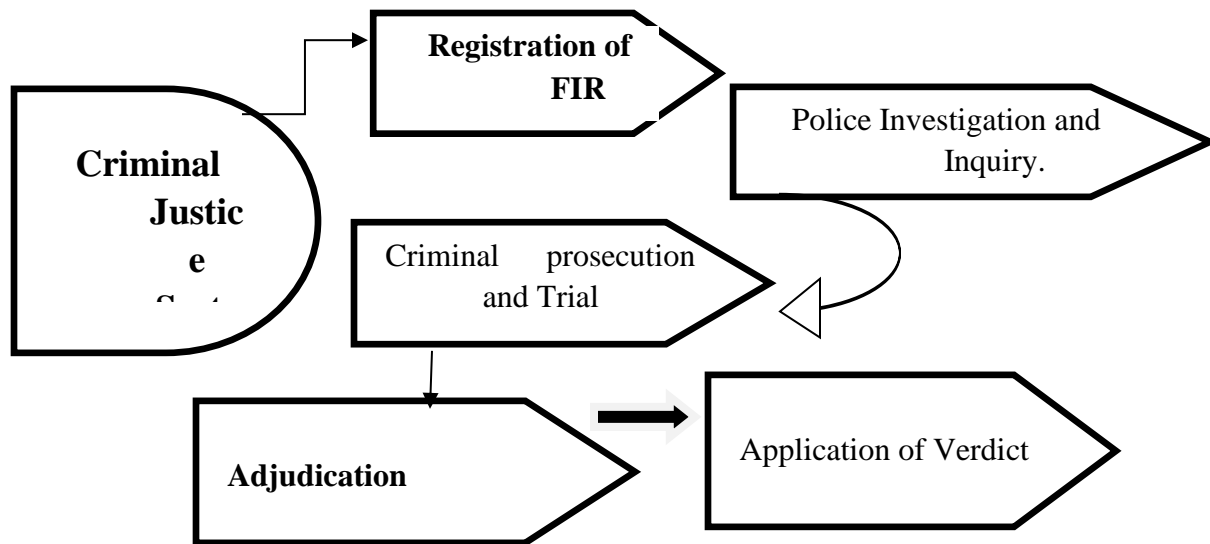 Criminal
Justic
e
Registration of
FIR
Police Investigation and
Inquiry.
Criminal prosecution
and Trial
Adjudication
Application of Verdict